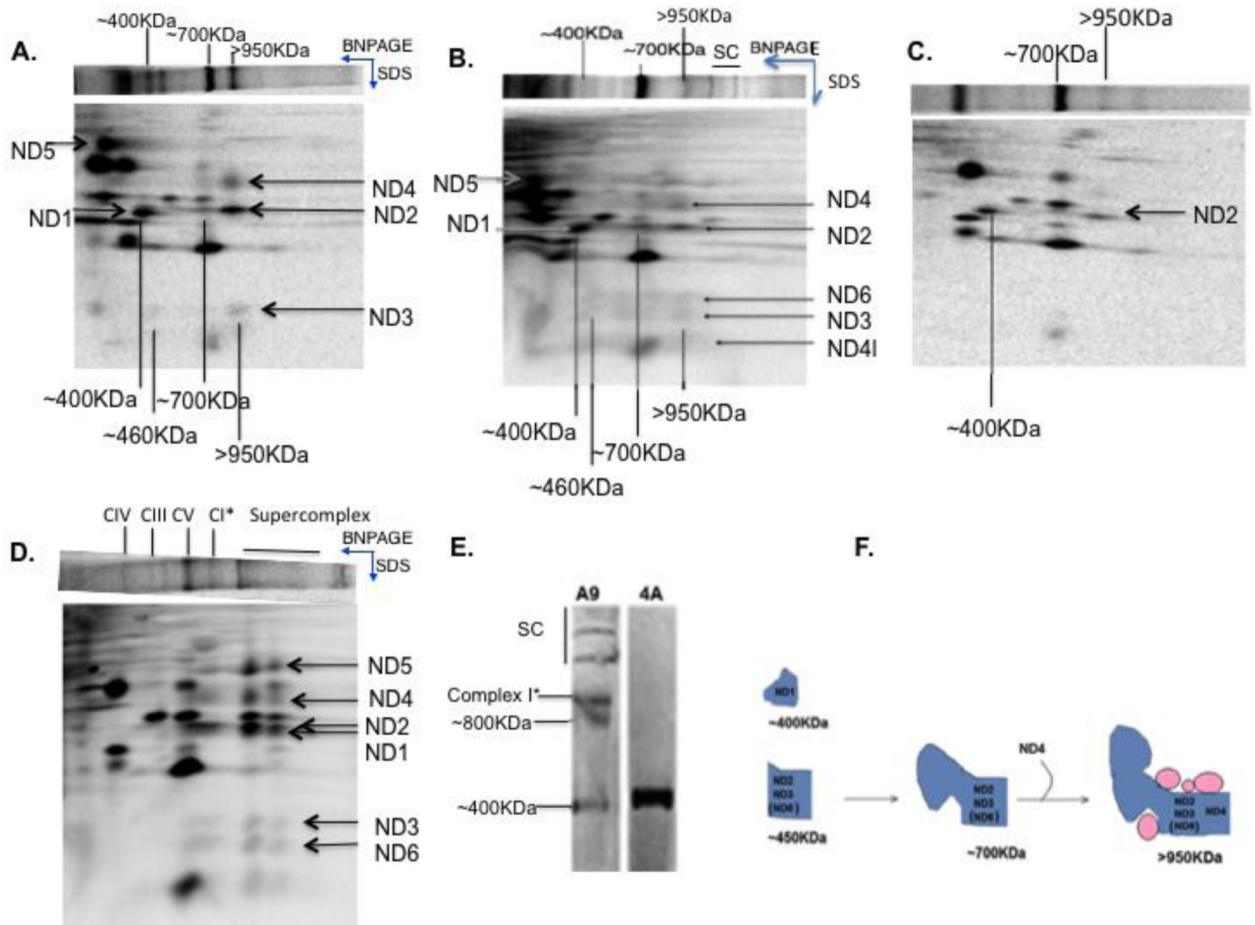 A.
~400KDa
~700KDa
>950KDa
BNPAGE
SDS
ND5
ND1
ND4
ND2
ND3
~400KDa
~700KDa
~460KDa
>950KDa
B.
~400KDa
>950KDa
~700KDa
SC
BNPAGE
SDS
ND5
ND1
ND4
ND2
ND6
ND3
ND4l
~400KDa
>950KDa
~700KDa
~460KDa
C.
>950KDa
~700KDa
ND2
~400KDa
D.
CIV CIII CV CI* Supercomplex
BNPAGE
SDS
ND5
ND4
ND2
ND1
ND3
ND6
E.
A9 4A
SC
Complex I*
~800KDa
~400KDa
F.
ND1
~400KDa
ND2
ND3
(ND6)
~450KDa
ND2
ND3
(ND6)
~700KDa
ND4
ND2
ND3
(ND6)
ND4
>950KDa